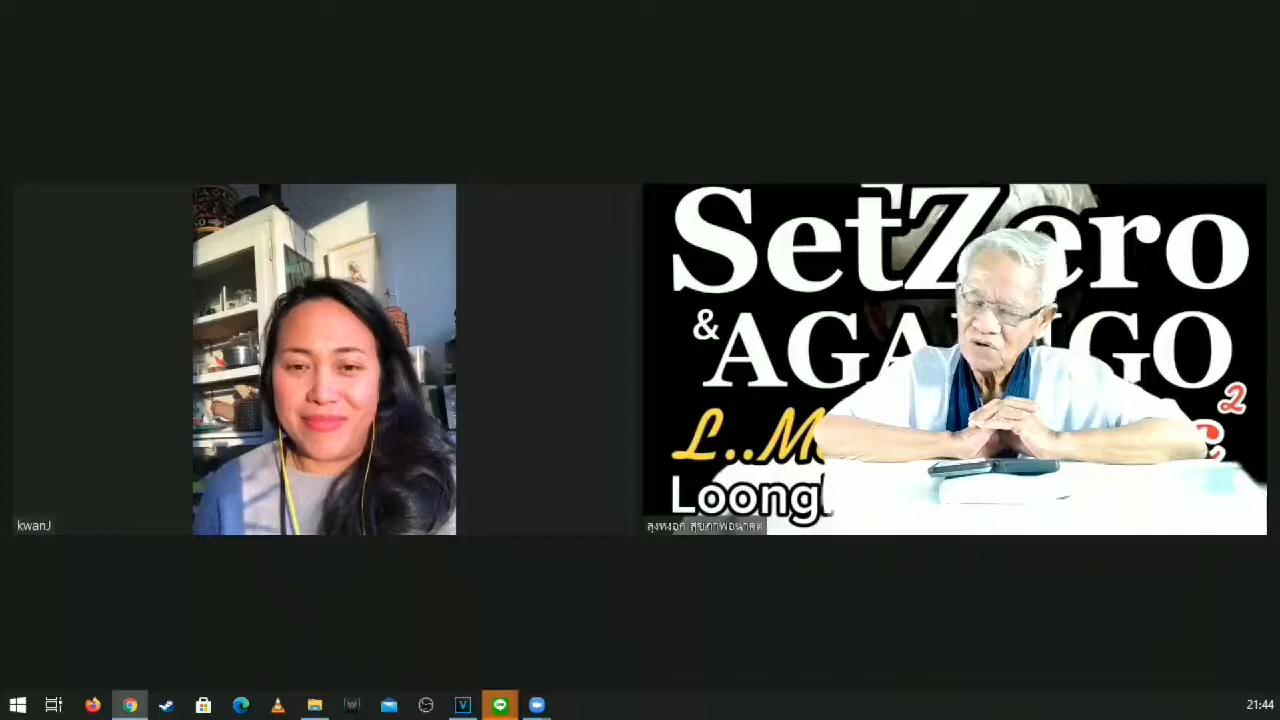 SetZero
& AGA GO 2
L..M
Loong
kwanJ
ลุงหงอก สุขภาพอนาคต
21:44